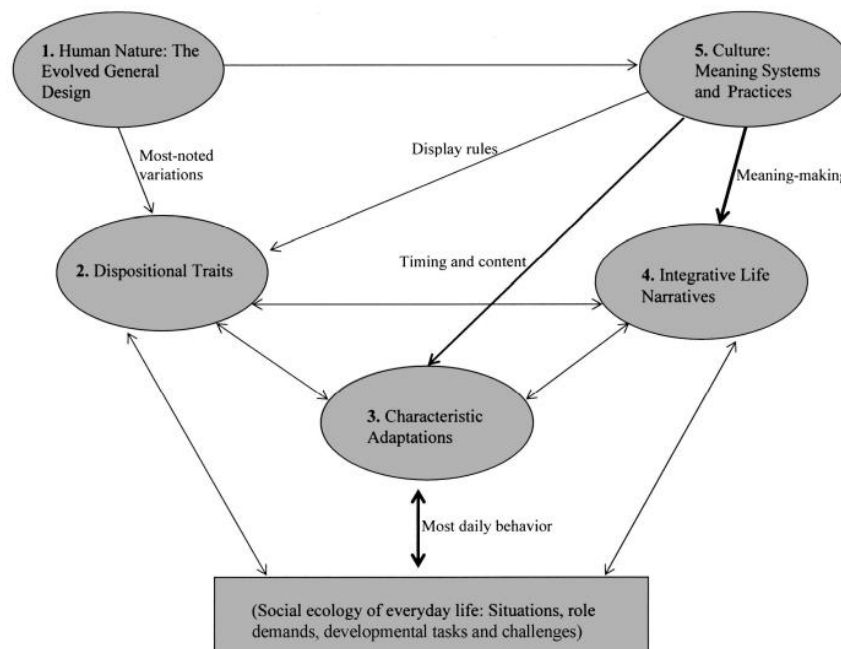 1. Human Nature: The
Evolved General
Design
5. Culture:
Meaning Systems
and Practices
Most-noted
variations
Display rules
Meaning-making
2. Dispositional Traits
Timing and content
4. Integrative Life
Narratives
3. Characteristic
Adaptations
Most daily behavior
(Social ecology of everyday life: Situations, role
demands, developmental tasks and challenges)